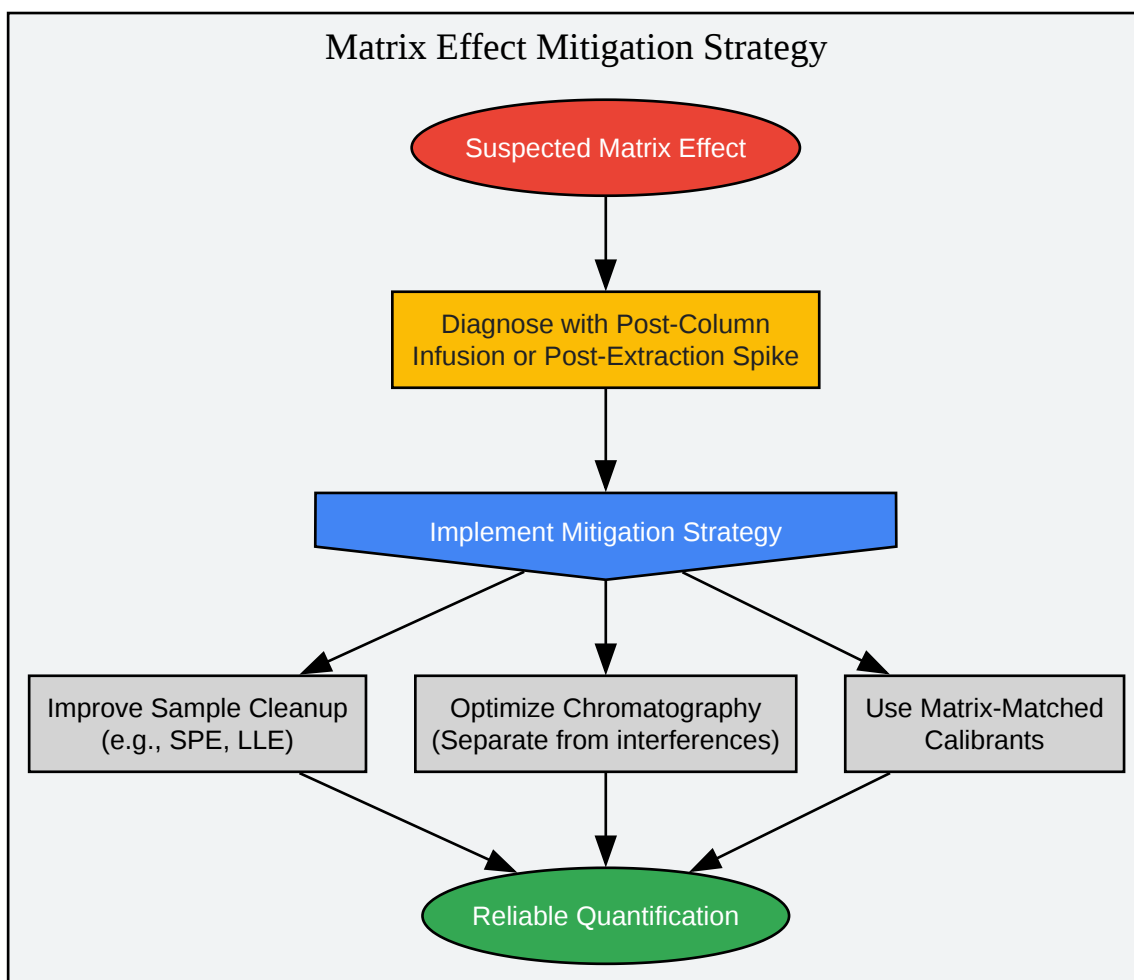 Matrix Effect Mitigation Strategy
Suspected Matrix Effect
Diagnose with Post-Column
Infusion or Post-Extraction Spike
Implement Mitigation Strategy
Improve Sample Cleanup
(e.g., SPE, LLE)
Optimize Chromatography
(Separate from interferences)
Use Matrix-Matched
Calibrants
Reliable Quantification